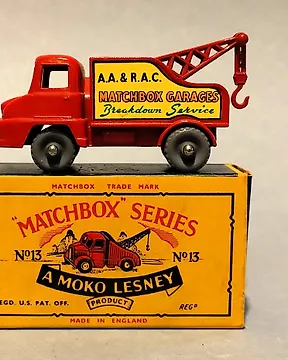 A.A. & R.A.C.
MATCHBOX GARAGES
Breakdown Service
MATCHBOX TRADE MARK
"MATCHBOX" SERIES
No13 No13
A MOKO LESNEY
PRODUCT
REGD. U.S. PAT. OFF. REGD
MADE IN ENGLAND